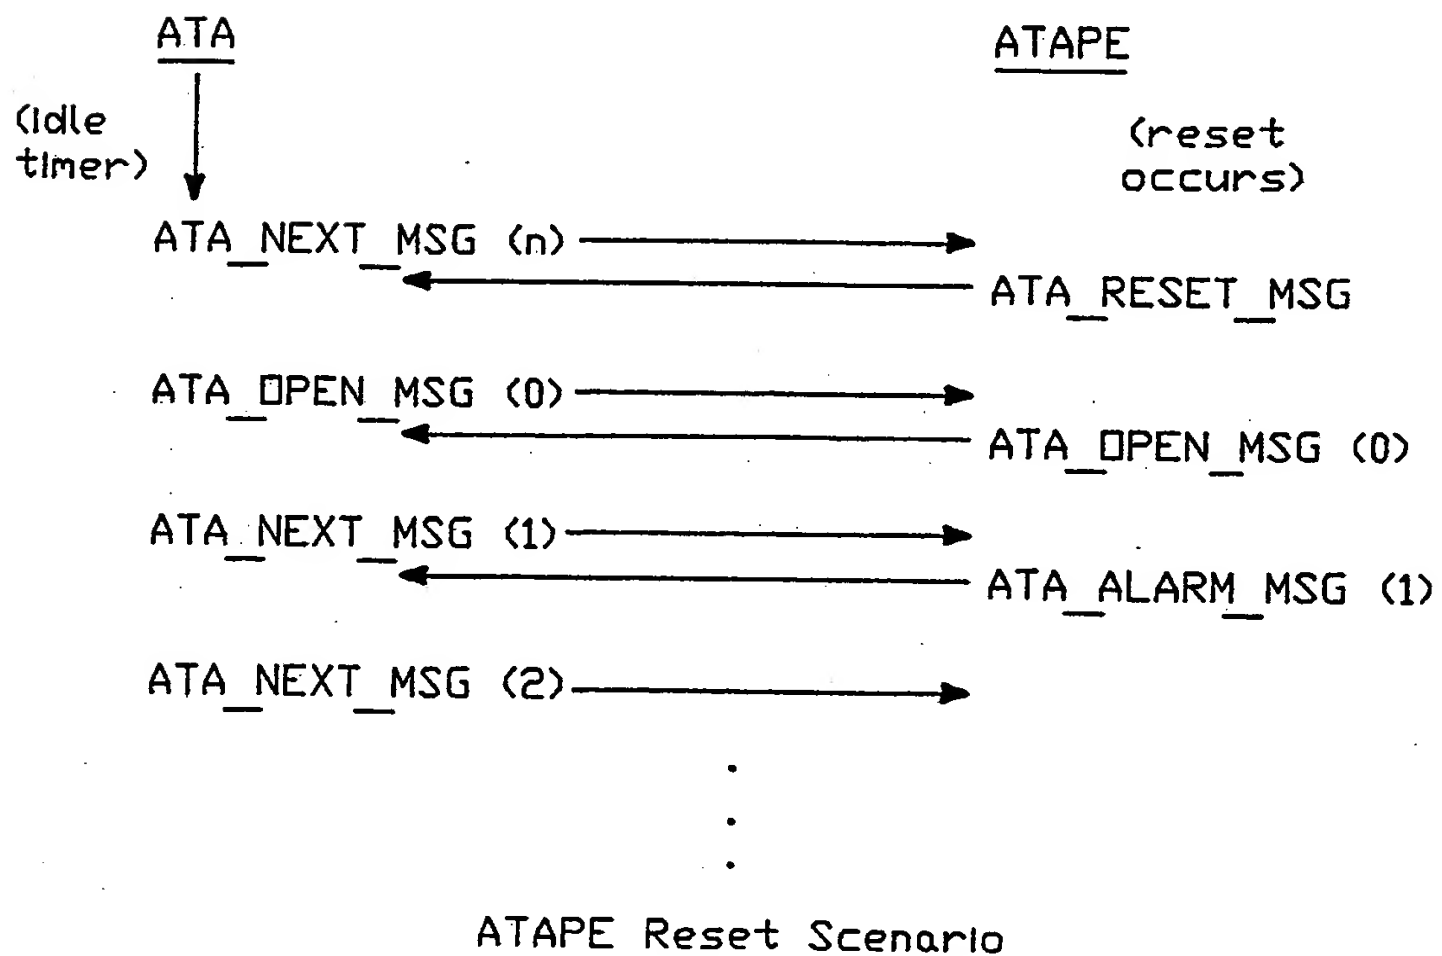 ATA
ATAPE
(idle
timer)
(reset
occurs)
ATA_NEXT_MSG (n)
ATA_RESET_MSG
ATA_OPEN_MSG (0)
ATA_OPEN_MSG (0)
ATA_NEXT_MSG (1)
ATA_ALARM_MSG (1)
ATA_NEXT_MSG (2)
ATAPE Reset Scenario